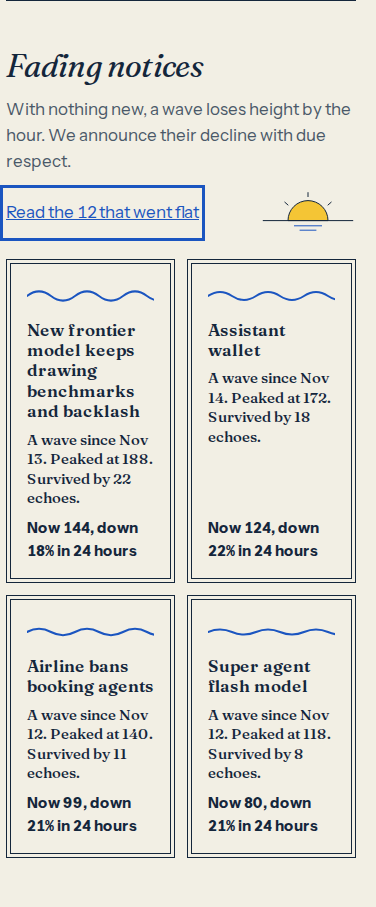 Fading notices
With nothing new, a wave loses height by the
hour. We announce their decline with due
respect.
Read the 12 that went flat
New frontier
model keeps
drawing
benchmarks
and backlash
A wave since Nov
13. Peaked at 188.
Survived by 22
echoes.
Now 144, down
18% in 24 hours
Assistant
wallet
A wave since Nov
14. Peaked at 172.
Survived by 18
echoes.
Now 124, down
22% in 24 hours
Airline bans
booking agents
A wave since Nov
12. Peaked at 140.
Survived by 11
echoes.
Now 99, down
21% in 24 hours
Super agent
flash model
A wave since Nov
12. Peaked at 118.
Survived by 8
echoes.
Now 80, down
21% in 24 hours